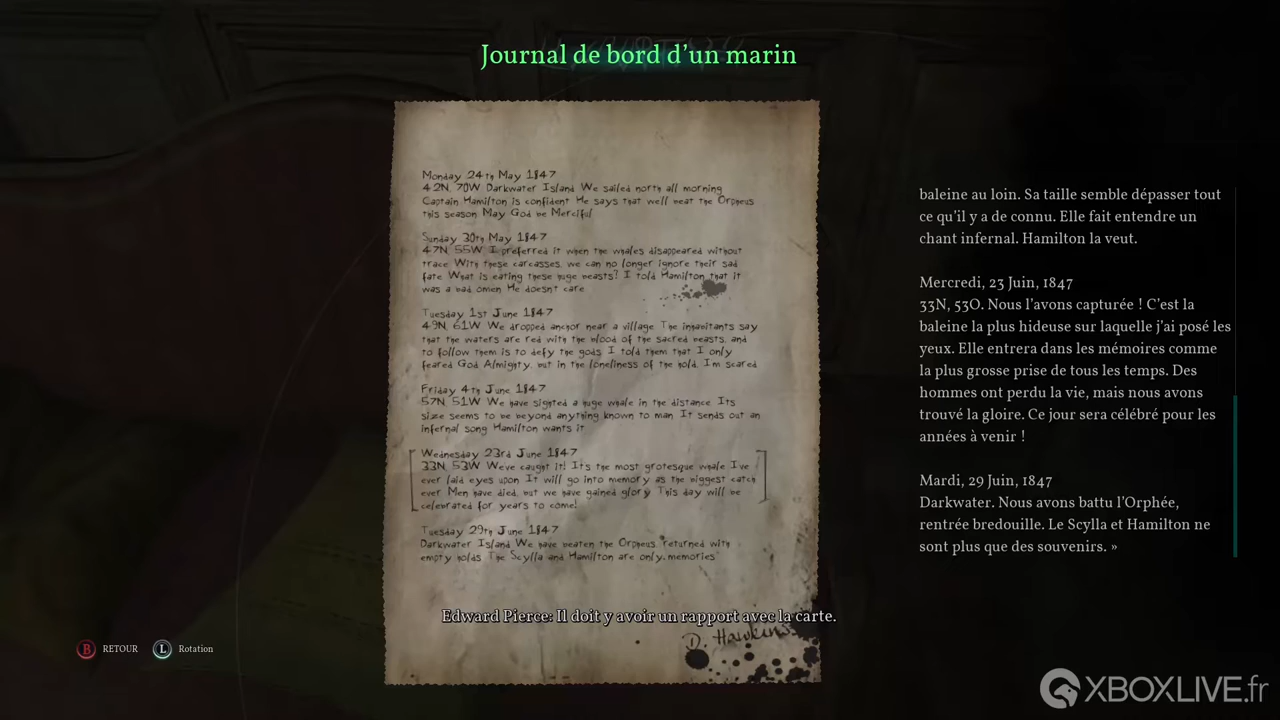 Journal de bord d'un marin
Monday 24th May 1847
42N, 70W Darkwater Island We sailed north all morning
Captain Hamilton is confident He says that we'll beat the Orpheus
this season May God be Merciful
Sunday 30th May 1847
47N 55W I preferred it when the whales disappeared without
trace With these carcasses, we can no longer ignore their sad
fate What is eating these huge beasts? I told Hamilton that it
was a bad omen He doesnt care
Tuesday 1st June 1847
49N, 61W We dropped anchor near a village The inhabitants say
that the waters are red with the blood of the sacred beasts, and
to follow them is to defy the gods I told them that I only
feared God Almighty, but in the loneliness of the hold I'm scared
Friday 4th June 1847
57N 51W We have sighted a huge whale in the distance Its
size seems to be beyond anything known to man It sends out an
infernal song Hamilton wants it
Wednesday 23rd June 1847
33N, 53W Weve caught it! It's the most grotesque whale I've
ever laid eyes upon It will go into memory as the biggest catch
ever Men have died, but we have gained glory This day will be
celebrated for years to come!
Tuesday 29th June 1847
Darkwater Island We have beaten the Orpheus, returned with
empty holds The Scylla and Hamilton are only memories"
D. Hawkins
baleine au loin. Sa taille semble dépasser tout
ce qu'il y a de connu. Elle fait entendre un
chant infernal. Hamilton la veut.
Mercredi, 23 Juin, 1847
33N, 53O. Nous l'avons capturée ! C'est la
baleine la plus hideuse sur laquelle j'ai posé les
yeux. Elle entrera dans les mémoires comme
la plus grosse prise de tous les temps. Des
hommes ont perdu la vie, mais nous avons
trouvé la gloire. Ce jour sera célébré pour les
années à venir !
Mardi, 29 Juin, 1847
Darkwater. Nous avons battu l'Orphée,
rentrée bredouille. Le Scylla et Hamilton ne
sont plus que des souvenirs. »
Edward Pierce: Il doit y avoir un rapport avec la carte.
B RETOUR L Rotation
XBOXLIVE.fr